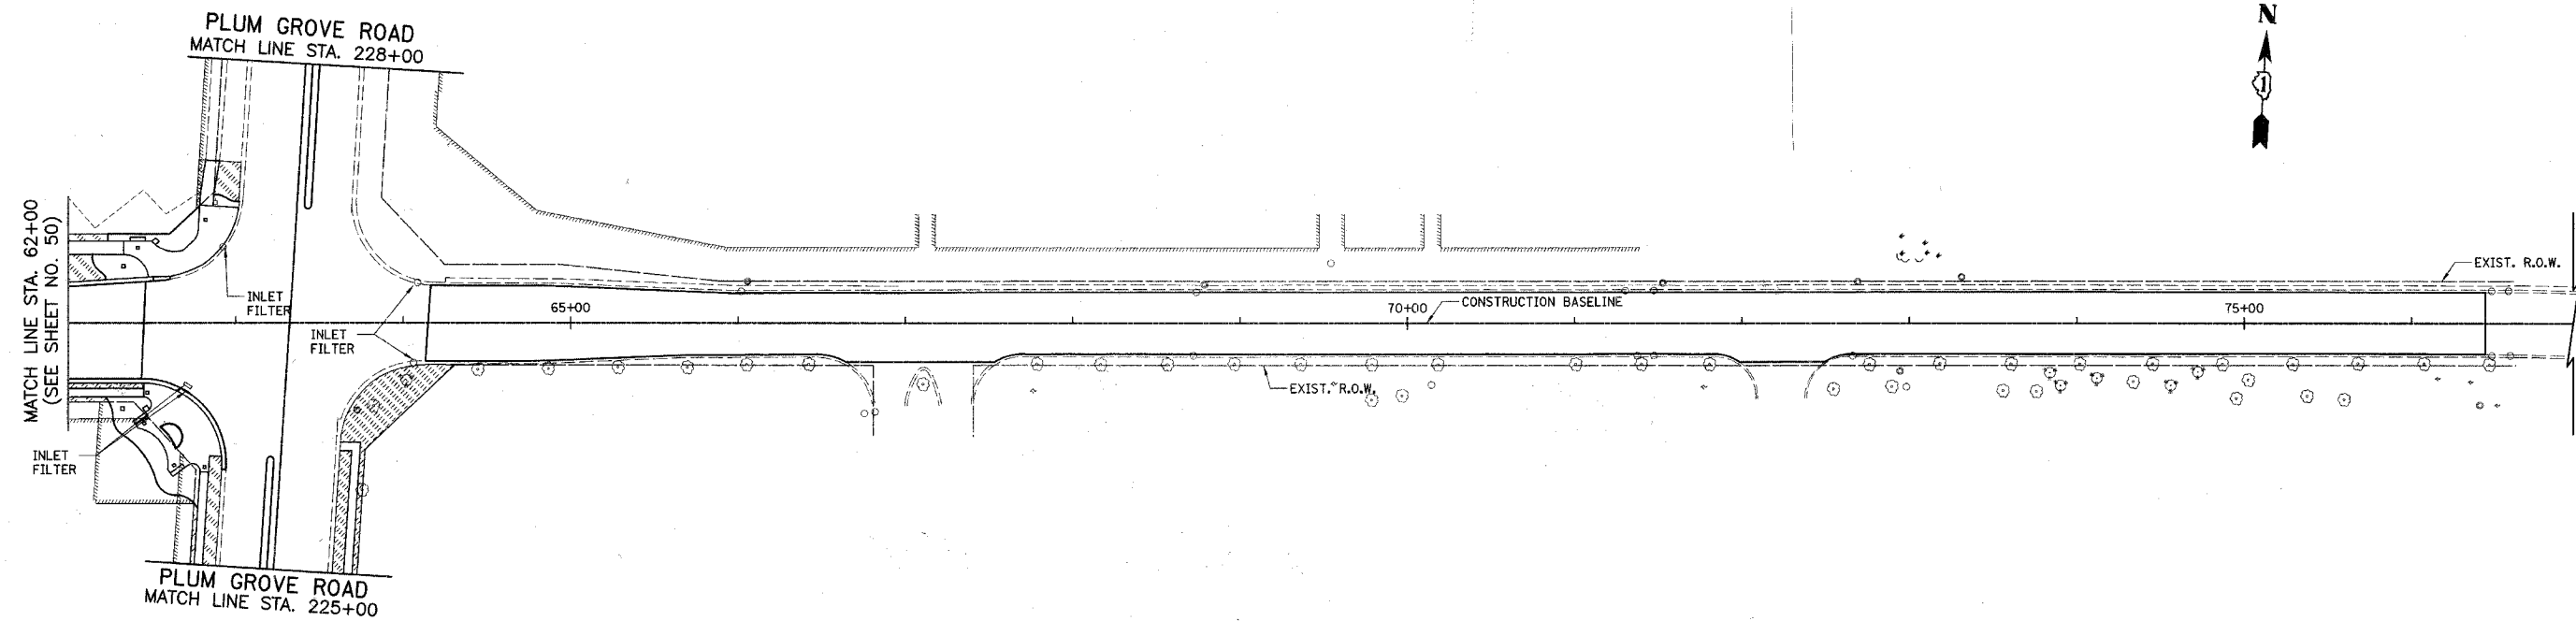 PLUM GROVE ROAD
MATCH LINE STA. 228+00
N
1
MATCH LINE STA. 62+00
(SEE SHEET NO. 50)
INLET
FILTER
INLET
FILTER
65+00
70+00
CONSTRUCTION BASELINE
75+00
EXIST. R.O.W.
EXIST. R.O.W.
INLET
FILTER
PLUM GROVE ROAD
MATCH LINE STA. 225+00